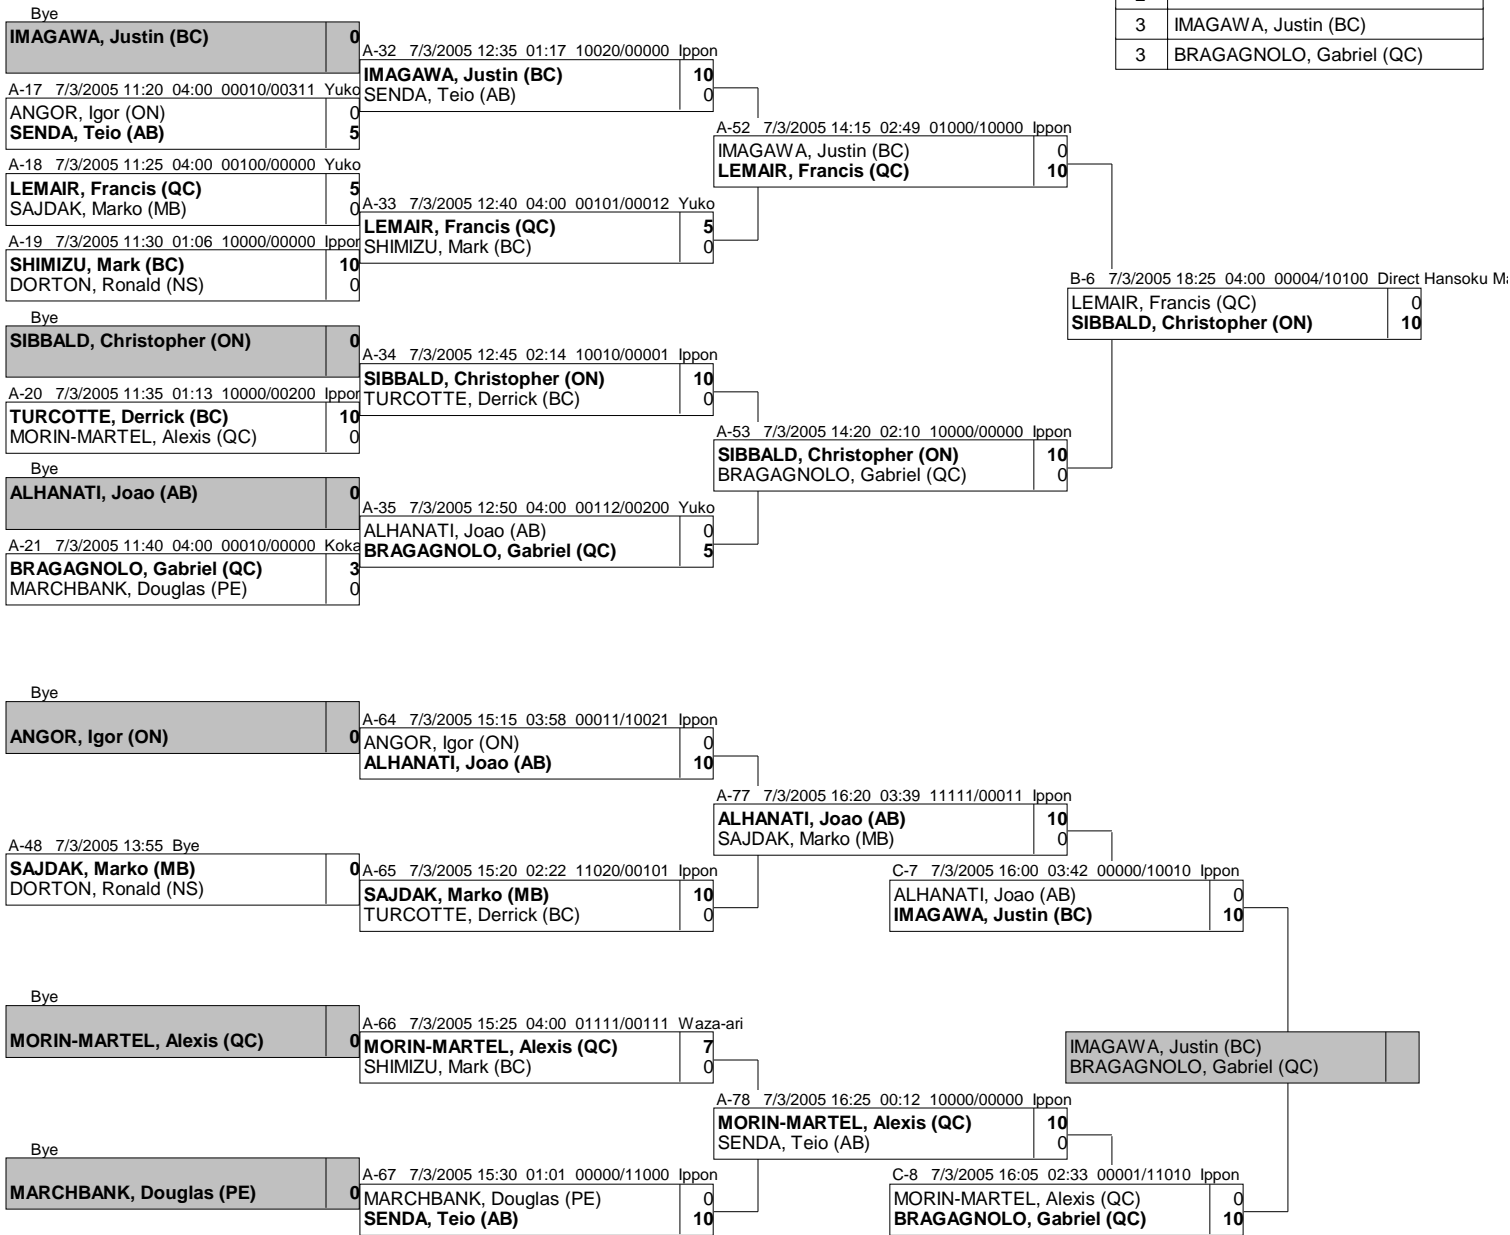 3 IMAGAWA, Justin (BC)
3 BRAGAGNOLO, Gabriel (QC)
Bye
IMAGAWA, Justin (BC) 0
A-17 7/3/2005 11:20 04:00 00010/00311 Yuko
ANGOR, Igor (ON) 0
SENDA, Teio (AB) 5
A-18 7/3/2005 11:25 04:00 00100/00000 Yuko
LEMAIR, Francis (QC) 5
SAJDAK, Marko (MB) 0
A-19 7/3/2005 11:30 01:06 10000/00000 Ippon
SHIMIZU, Mark (BC) 10
DORTON, Ronald (NS) 0
Bye
SIBBALD, Christopher (ON) 0
A-20 7/3/2005 11:35 01:13 10000/00200 Ippon
TURCOTTE, Derrick (BC) 10
MORIN-MARTEL, Alexis (QC) 0
Bye
ALHANATI, Joao (AB) 0
A-21 7/3/2005 11:40 04:00 00010/00000 Koka
BRAGAGNOLO, Gabriel (QC) 3
MARCHBANK, Douglas (PE) 0
A-32 7/3/2005 12:35 01:17 10020/00000 Ippon
IMAGAWA, Justin (BC) 10
SENDA, Teio (AB) 0
A-33 7/3/2005 12:40 04:00 00101/00012 Yuko
LEMAIR, Francis (QC) 5
SHIMIZU, Mark (BC) 0
A-34 7/3/2005 12:45 02:14 10010/00001 Ippon
SIBBALD, Christopher (ON) 10
TURCOTTE, Derrick (BC) 0
A-35 7/3/2005 12:50 04:00 00112/00200 Yuko
ALHANATI, Joao (AB) 0
BRAGAGNOLO, Gabriel (QC) 5
A-52 7/3/2005 14:15 02:49 01000/10000 Ippon
IMAGAWA, Justin (BC) 0
LEMAIR, Francis (QC) 10
A-53 7/3/2005 14:20 02:10 10000/00000 Ippon
SIBBALD, Christopher (ON) 10
BRAGAGNOLO, Gabriel (QC) 0
B-6 7/3/2005 18:25 04:00 00004/10100 Direct Hansoku Ma
LEMAIR, Francis (QC) 0
SIBBALD, Christopher (ON) 10
Bye
ANGOR, Igor (ON) 0
A-48 7/3/2005 13:55 Bye
SAJDAK, Marko (MB) 0
DORTON, Ronald (NS)
Bye
MORIN-MARTEL, Alexis (QC) 0
Bye
MARCHBANK, Douglas (PE) 0
A-64 7/3/2005 15:15 03:58 00011/10021 Ippon
ANGOR, Igor (ON) 0
ALHANATI, Joao (AB) 10
A-65 7/3/2005 15:20 02:22 11020/00101 Ippon
SAJDAK, Marko (MB) 10
TURCOTTE, Derrick (BC) 0
A-66 7/3/2005 15:25 04:00 01111/00111 Waza-ari
MORIN-MARTEL, Alexis (QC) 7
SHIMIZU, Mark (BC) 0
A-67 7/3/2005 15:30 01:01 00000/11000 Ippon
MARCHBANK, Douglas (PE) 0
SENDA, Teio (AB) 10
A-77 7/3/2005 16:20 03:39 11111/00011 Ippon
ALHANATI, Joao (AB) 10
SAJDAK, Marko (MB) 0
A-78 7/3/2005 16:25 00:12 10000/00000 Ippon
MORIN-MARTEL, Alexis (QC) 10
SENDA, Teio (AB) 0
C-7 7/3/2005 16:00 03:42 00000/10010 Ippon
ALHANATI, Joao (AB) 0
IMAGAWA, Justin (BC) 10
C-8 7/3/2005 16:05 02:33 00001/11010 Ippon
MORIN-MARTEL, Alexis (QC) 0
BRAGAGNOLO, Gabriel (QC) 10
IMAGAWA, Justin (BC)
BRAGAGNOLO, Gabriel (QC)